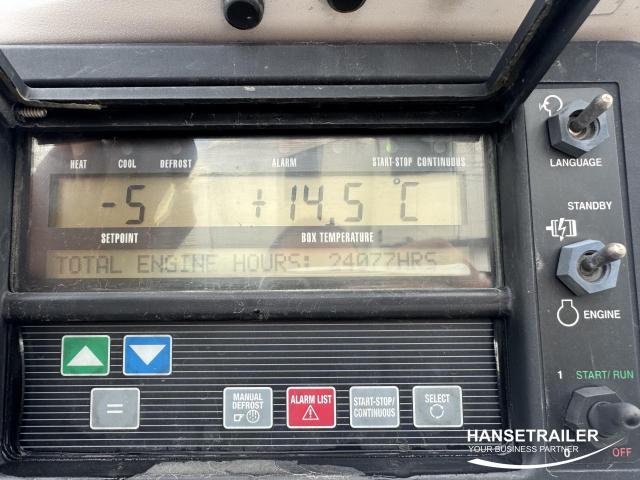 HEAT COOL DEFROST ALARM START-STOP CONTINUOUS
-5 +14.5 °C
SETPOINT BOX TEMPERATURE
TOTAL ENGINE HOURS: 24077HRS
LANGUAGE
STANDBY
ENGINE
1 START/RUN
0 OFF
=
MANUAL
DEFROST
ALARM LIST
START-STOP/
CONTINUOUS
SELECT
HANSETRAILER
YOUR BUSINESS PARTNER